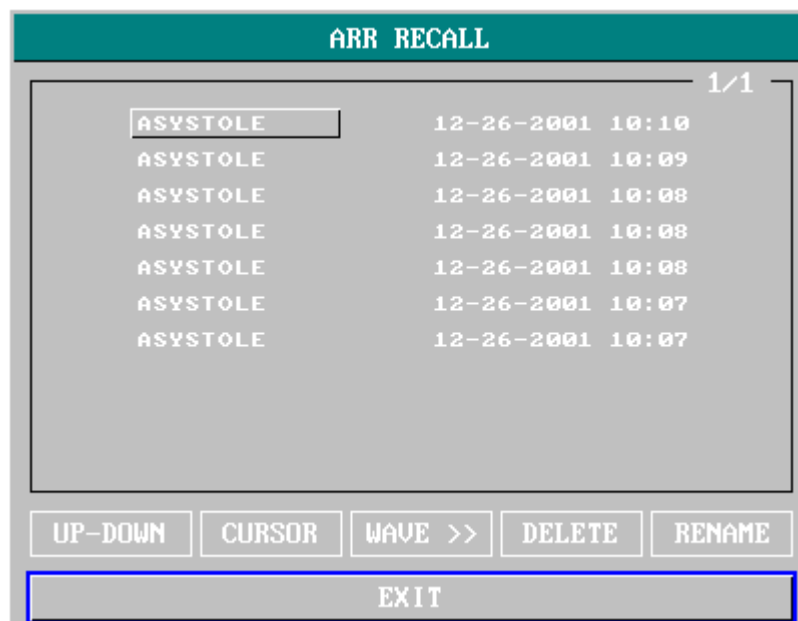 ARR RECALL
1/1
ASYSTOLE 12-26-2001 10:10
ASYSTOLE 12-26-2001 10:09
ASYSTOLE 12-26-2001 10:08
ASYSTOLE 12-26-2001 10:08
ASYSTOLE 12-26-2001 10:08
ASYSTOLE 12-26-2001 10:07
ASYSTOLE 12-26-2001 10:07
UP-DOWN CURSOR WAVE >> DELETE RENAME
EXIT